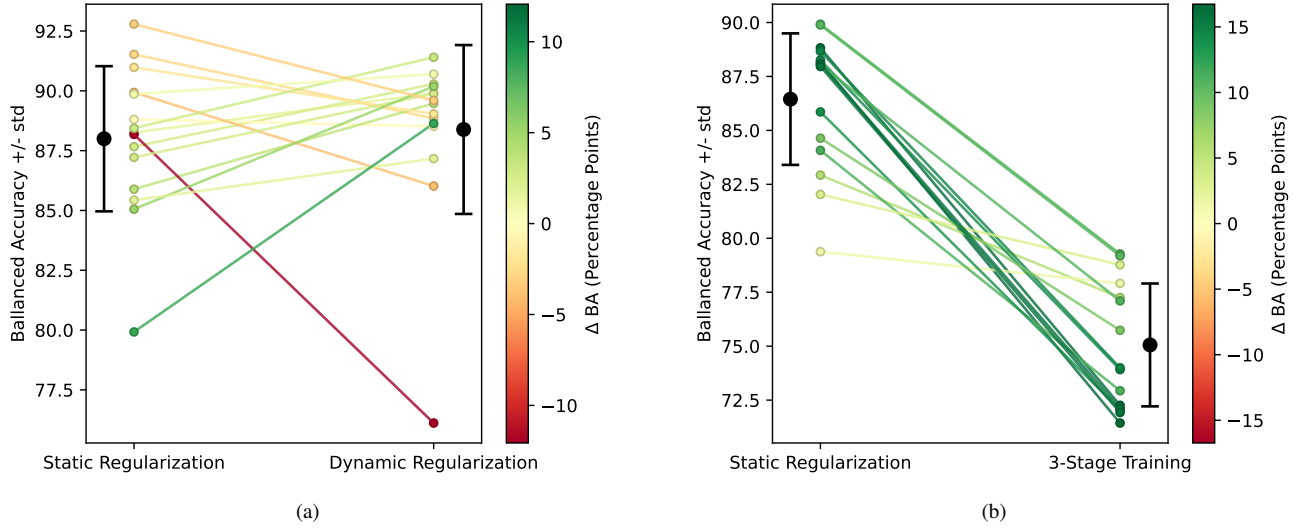 92.5
90.0
87.5
85.0
82.5
80.0
77.5
Ballanced Accuracy +/- std
Static Regularization
Dynamic Regularization
10
5
0
−5
−10
Δ BA (Percentage Points)
(a)
90.0
87.5
85.0
82.5
80.0
77.5
75.0
72.5
Ballanced Accuracy +/- std
Static Regularization
3-Stage Training
15
10
5
0
−5
−10
−15
Δ BA (Percentage Points)
(b)